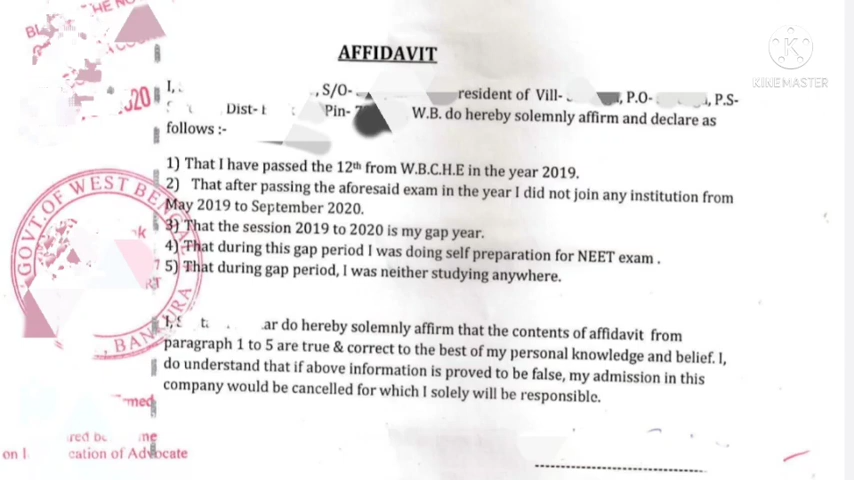 AFFIDAVIT
KINEMASTER
I, , S/O- resident of Vill- , P.O- , P.S-
Dist- Pin- W.B. do hereby solemnly affirm and declare as
follows :-
1) That I have passed the 12th from W.B.C.H.E in the year 2019.
2) That after passing the aforesaid exam in the year I did not join any institution from
May 2019 to September 2020.
3) That the session 2019 to 2020 is my gap year.
4) That during this gap period I was doing self preparation for NEET exam .
5) That during gap period, I was neither studying anywhere.
I, ar do hereby solemnly affirm that the contents of affidavit from
paragraph 1 to 5 are true & correct to the best of my personal knowledge and belief. I,
do understand that if above information is proved to be false, my admission in this
company would be cancelled for which I solely will be responsible.
GOVT. OF WEST BENGAL
BANKURA
on cation of Advocate